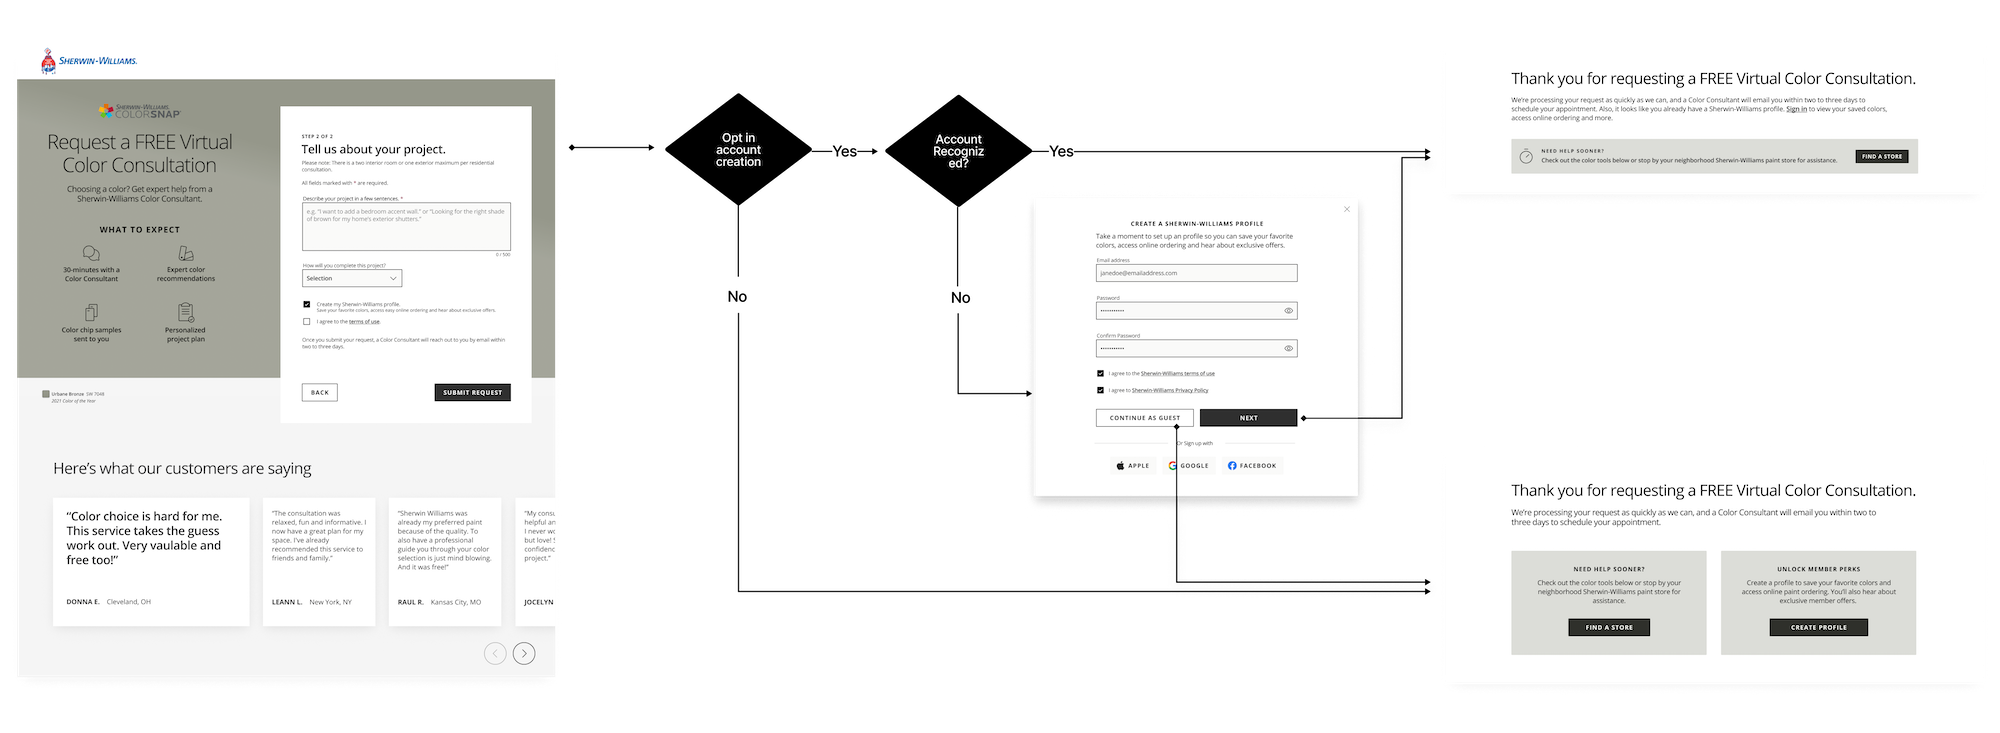 SHERWIN-WILLIAMS.
SHERWIN-WILLIAMS.
COLORSNAP
Request a FREE Virtual
Color Consultation
Choosing a color? Get expert help from a
Sherwin-Williams Color Consultant.
WHAT TO EXPECT
30-minutes with a
Color Consultant
Expert color
recommendations
Color chip samples
sent to you
Personalized
project plan
Urbane Bronze SW 7048
2021 Color of the Year
STEP 2 OF 2
Tell us about your project.
Please note: There is a two interior room or one exterior maximum per residential
consultation.
All fields marked with * are required.
Describe your project in a few sentences. *
e.g. "I want to add a bedroom accent wall." or "Looking for the right shade
of brown for my home's exterior shutters."
0 / 500
How will you complete this project?
Selection
Create my Sherwin-Williams profile.
Save your favorite colors, access easy online ordering and hear about exclusive offers.
I agree to the terms of use.
Once you submit your request, a Color Consultant will reach out to you by email within
two to three days.
BACK
SUBMIT REQUEST
Here's what our customers are saying
“Color choice is hard for me.
This service takes the guess
work out. Very vaulable and
free too!”
DONNA E. Cleveland, OH
"The consultation was
relaxed, fun and informative. I
now have a great plan for my
space. I've already
recommended this service to
friends and family."
LEANN L. New York, NY
"Sherwin Williams was
already my preferred paint
because of the quality. To
also have a professional
guide you through your color
selection is just mind blowing.
And it was free!"
RAUL R. Kansas City, MO
"My consu
helpful an
I never wo
but love! S
confidenc
project."
JOCELYN
Opt in
account
creation
Yes
No
Account
Recogniz
ed?
Yes
No
CREATE A SHERWIN-WILLIAMS PROFILE
Take a moment to set up an profile so you can save your favorite
colors, access online ordering and hear about exclusive offers.
Email address
janedoe@emailaddress.com
Password
Confirm Password
I agree to the Sherwin-Williams terms of use
I agree to Sherwin-Williams Privacy Policy
CONTINUE AS GUEST
NEXT
Or Sign up with
APPLE
GOOGLE
FACEBOOK
Thank you for requesting a FREE Virtual Color Consultation.
We're processing your request as quickly as we can, and a Color Consultant will email you within two to three days to
schedule your appointment. Also, it looks like you already have a Sherwin-Williams profile. Sign in to view your saved colors,
access online ordering and more.
NEED HELP SOONER?
Check out the color tools below or stop by your neighborhood Sherwin-Williams paint store for assistance.
FIND A STORE
Thank you for requesting a FREE Virtual Color Consultation.
We're processing your request as quickly as we can, and a Color Consultant will email you within two to
three days to schedule your appointment.
NEED HELP SOONER?
Check out the color tools below or stop by your
neighborhood Sherwin-Williams paint store for
assistance.
FIND A STORE
UNLOCK MEMBER PERKS
Create a profile to save your favorite colors and
access online paint ordering. You'll also hear about
exclusive member offers.
CREATE PROFILE